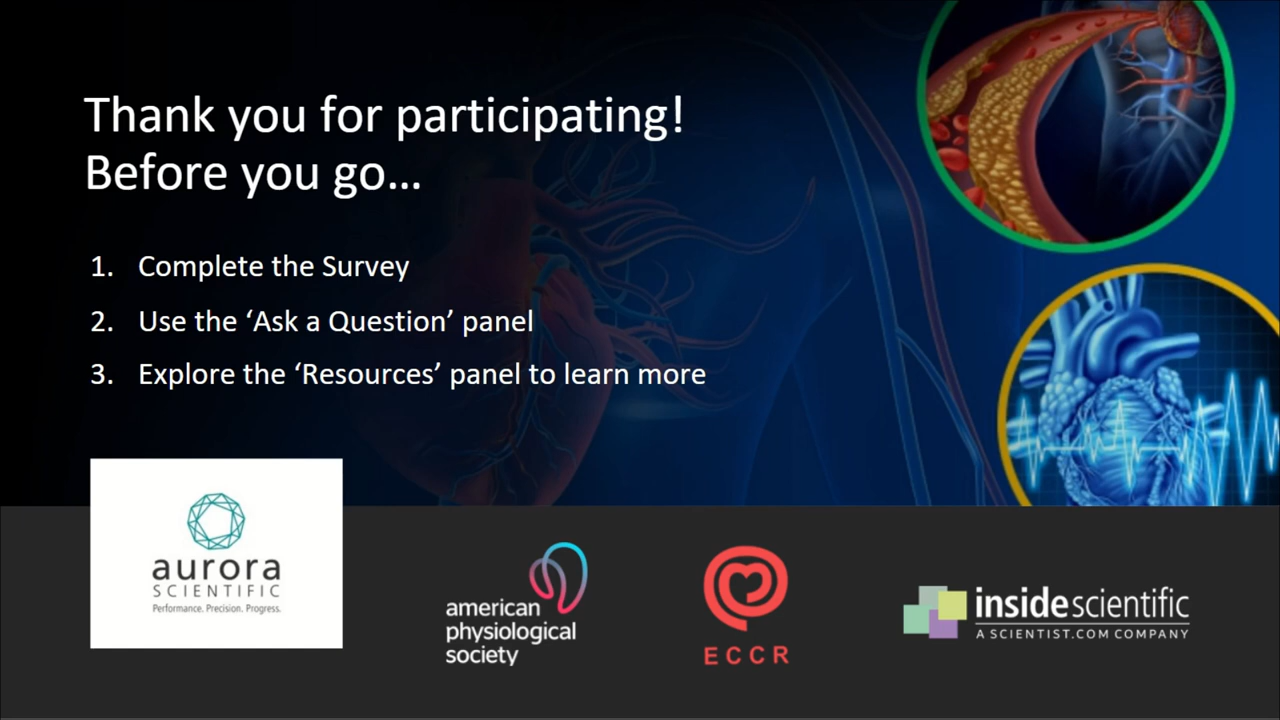 Thank you for participating!
Before you go…
1. Complete the Survey
2. Use the ‘Ask a Question’ panel
3. Explore the ‘Resources’ panel to learn more
aurora
SCIENTIFIC
Performance. Precision. Progress.
american
physiological
society
ECCR
insidescientific
A SCIENTIST.COM COMPANY